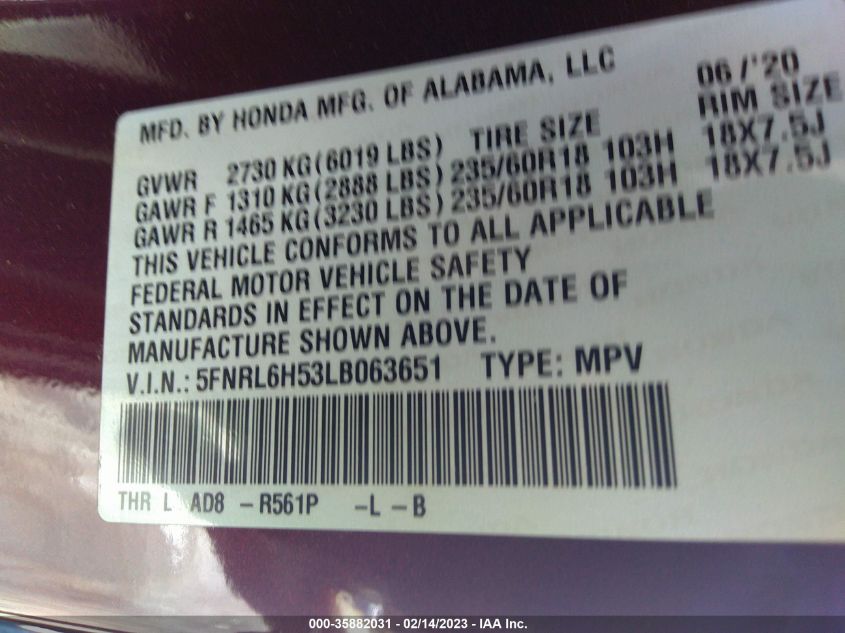 MFD. BY HONDA MFG. OF ALABAMA, LLC 06/'20
TIRE SIZE RIM SIZE
GVWR 2730 KG(6019 LBS)
GAWR F 1310 KG(2888 LBS) 235/60R18 103H 18X7.5J
GAWR R 1465 KG(3230 LBS) 235/60R18 103H 18X7.5J
THIS VEHICLE CONFORMS TO ALL APPLICABLE
FEDERAL MOTOR VEHICLE SAFETY
STANDARDS IN EFFECT ON THE DATE OF
MANUFACTURE SHOWN ABOVE.
V.I.N.: 5FNRL6H53LB063651 TYPE: MPV
THR L AD8 -R561P -L -B
000-35882031 - 02/14/2023 - IAA Inc.